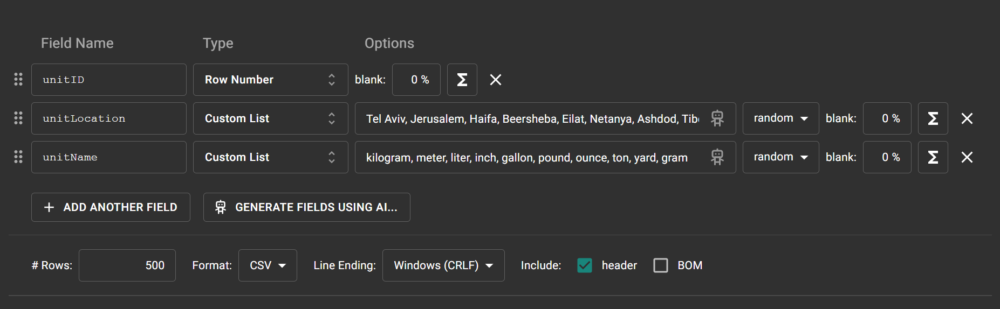 Field Name Type Options
unitID Row Number blank: 0 %
unitLocation Custom List Tel Aviv, Jerusalem, Haifa, Beersheba, Eilat, Netanya, Ashdod, random blank: 0 %
unitName Custom List kilogram, meter, liter, inch, gallon, pound, ounce, ton, yard, gram random blank: 0 %
ADD ANOTHER FIELD GENERATE FIELDS USING AI...
# Rows: 500 Format: CSV Line Ending: Windows (CRLF) Include: header BOM